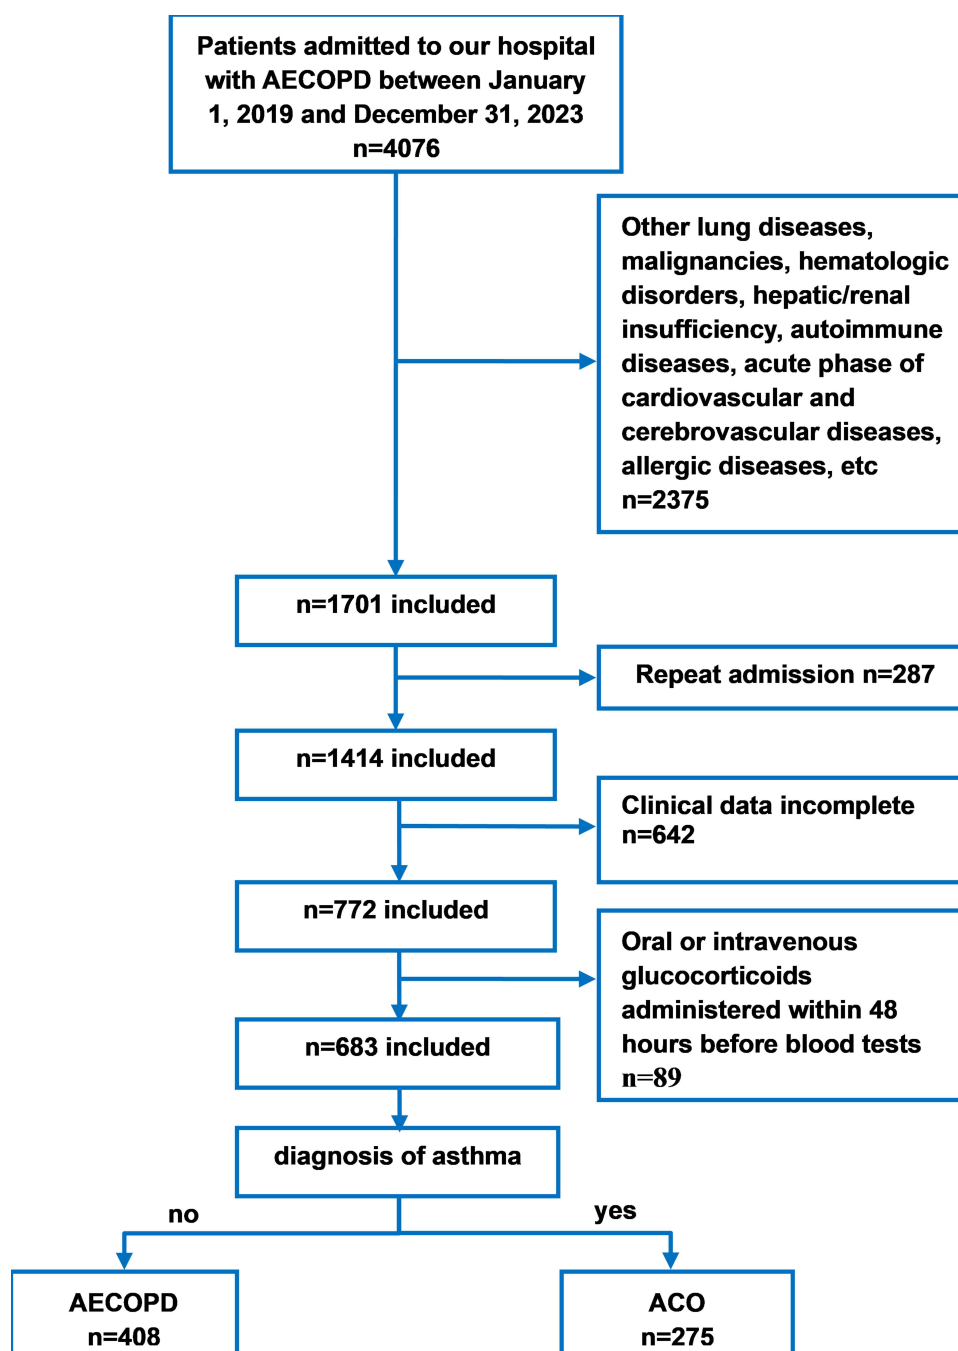 Patients admitted to our hospital
with AECOPD between January
1, 2019 and December 31, 2023
n=4076
Other lung diseases,
malignancies, hematologic
disorders, hepatic/renal
insufficiency, autoimmune
diseases, acute phase of
cardiovascular and
cerebrovascular diseases,
allergic diseases, etc
n=2375
n=1701 included
Repeat admission n=287
n=1414 included
Clinical data incomplete
n=642
n=772 included
Oral or intravenous
glucocorticoids
administered within 48
hours before blood tests
n=89
n=683 included
diagnosis of asthma
no
yes
AECOPD
n=408
ACO
n=275